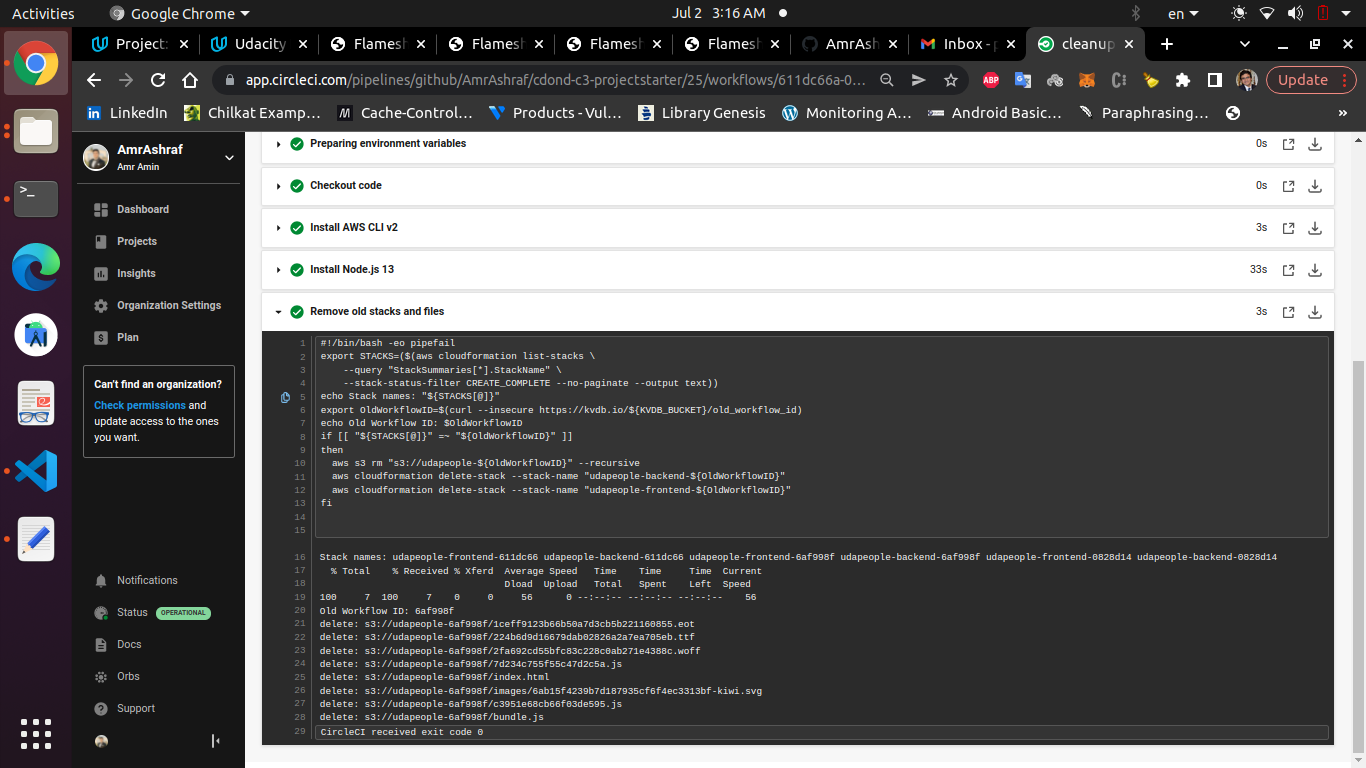 Activities
Google Chrome
Jul 2 3:16 AM
en
Project:
Udacity
Flamesh
Flamesh
Flamesh
Flamesh
AmrAsh
Inbox - p
cleanup
app.circleci.com/pipelines/github/AmrAshraf/cdond-c3-projectstarter/25/workflows/611dc66a-0…
ABP
Update
LinkedIn
Chilkat Examp…
Cache-Control…
Products - Vul…
Library Genesis
Monitoring A…
Android Basic…
Paraphrasing…
»
AmrAshraf
Amr Amin
Dashboard
Projects
Insights
Organization Settings
Plan
Can't find an organization?
Check permissions and
update access to the ones
you want.
Notifications
Status OPERATIONAL
Docs
Orbs
Support
Preparing environment variables 0s
Checkout code 0s
Install AWS CLI v2 3s
Install Node.js 13 33s
Remove old stacks and files 3s
1 #!/bin/bash -eo pipefail
2 export STACKS=($(aws cloudformation list-stacks \
3 --query "StackSummaries[*].StackName" \
4 --stack-status-filter CREATE_COMPLETE --no-paginate --output text))
5 echo Stack names: "${STACKS[@]}"
6 export OldWorkflowID=$(curl --insecure https://kvdb.io/${KVDB_BUCKET}/old_workflow_id)
7 echo Old Workflow ID: $OldWorkflowID
8 if [[ "${STACKS[@]}" =~ "${OldWorkflowID}" ]]
9 then
10 aws s3 rm "s3://udapeople-${OldWorkflowID}" --recursive
11 aws cloudformation delete-stack --stack-name "udapeople-backend-${OldWorkflowID}"
12 aws cloudformation delete-stack --stack-name "udapeople-frontend-${OldWorkflowID}"
13 fi
14
15
16 Stack names: udapeople-frontend-611dc66 udapeople-backend-611dc66 udapeople-frontend-6af998f udapeople-backend-6af998f udapeople-frontend-0828d14 udapeople-backend-0828d14
17 % Total % Received % Xferd Average Speed Time Time Time Current
18 Dload Upload Total Spent Left Speed
19 100 7 100 7 0 0 56 0 --:--:-- --:--:-- --:--:-- 56
20 Old Workflow ID: 6af998f
21 delete: s3://udapeople-6af998f/1ceff9123b66b50a7d3cb5b221160855.eot
22 delete: s3://udapeople-6af998f/224b6d9d16679dab02826a2a7ea705eb.ttf
23 delete: s3://udapeople-6af998f/2fa692cd55bfc83c228c0ab271e4388c.woff
24 delete: s3://udapeople-6af998f/7d234c755f55c47d2c5a.js
25 delete: s3://udapeople-6af998f/index.html
26 delete: s3://udapeople-6af998f/images/6ab15f4239b7d187935cf6f4ec3313bf-kiwi.svg
27 delete: s3://udapeople-6af998f/c3951e68cb66f03de595.js
28 delete: s3://udapeople-6af998f/bundle.js
29 CircleCI received exit code 0